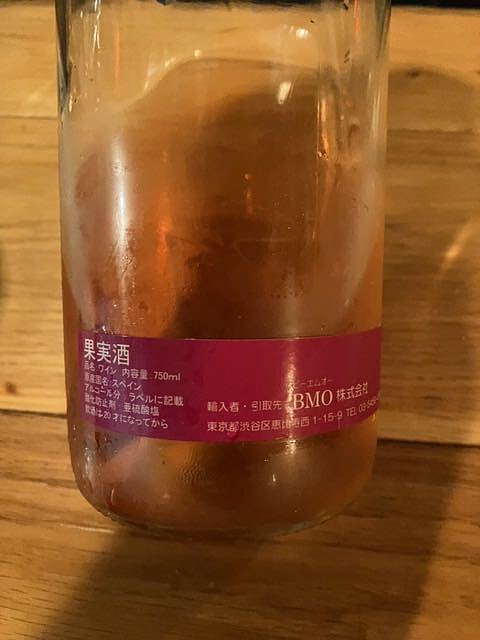 果実酒
品名 ワイン 内容量 750ml
原産国名 スペイン
アルコール分 ラベルに記載
酸化防止剤 亜硫酸塩
飲酒は20才になってから
輸入者・引取先
ビーエムオー
BMO 株式会社
東京都渋谷区恵比寿西 1-15-9 TEL 03-